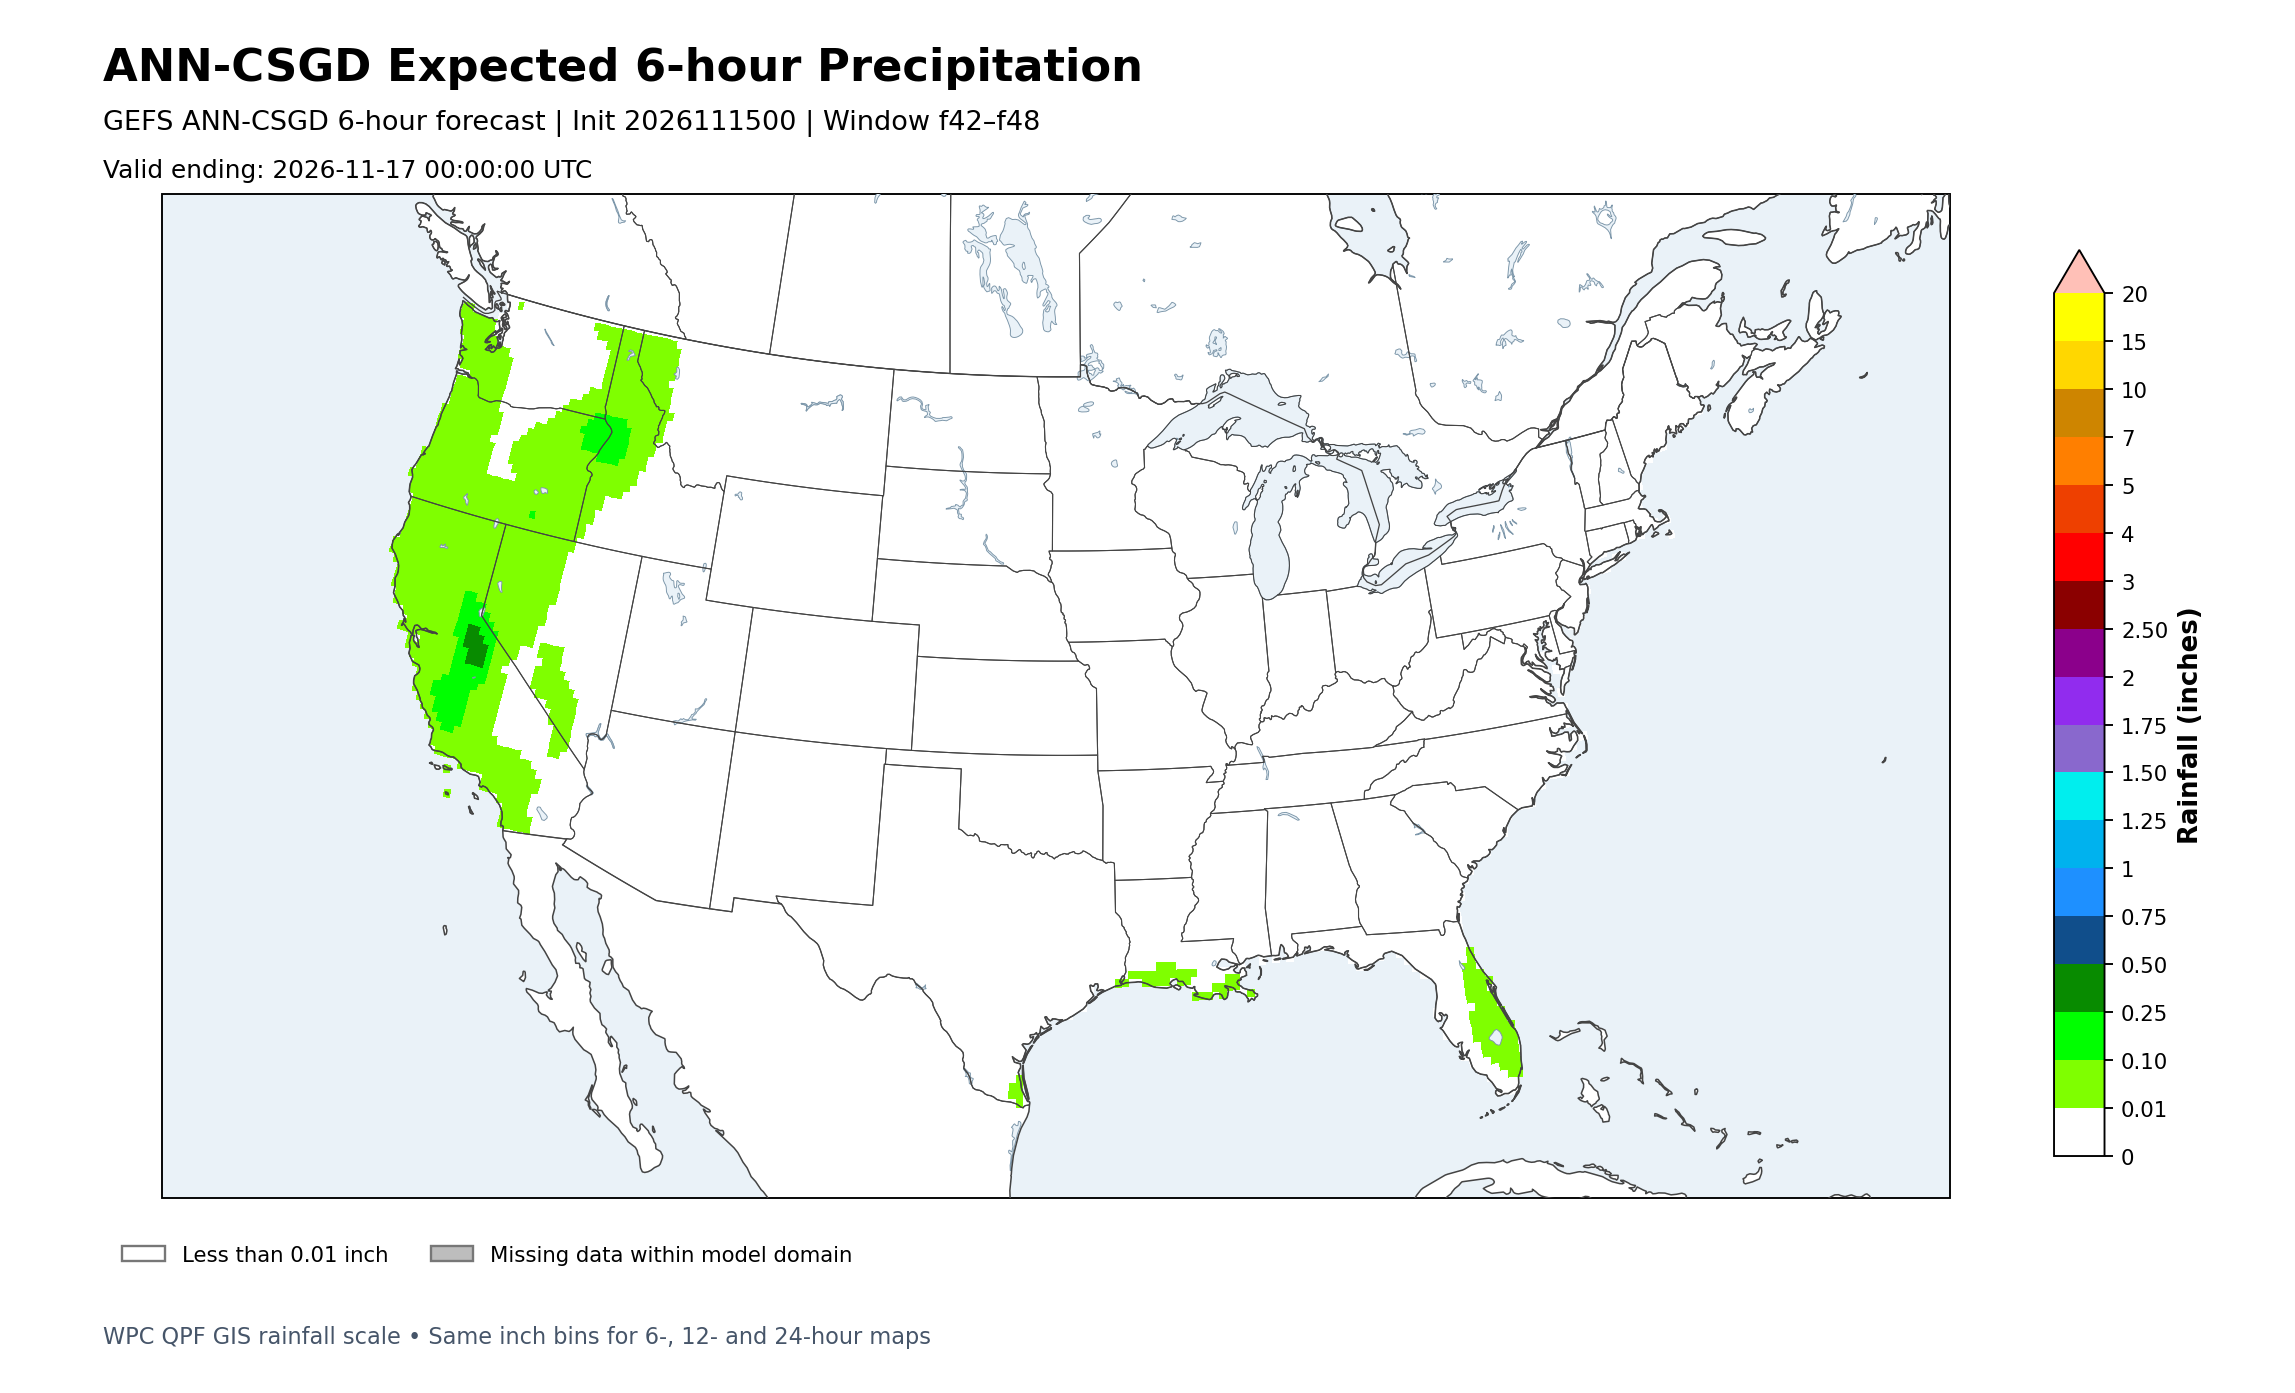 ANN-CSGD Expected 6-hour Precipitation
GEFS ANN-CSGD 6-hour forecast | Init 2026111500 | Window f42–f48
Valid ending: 2026-11-17 00:00:00 UTC
20
15
10
7
5
4
3
2.50
2
1.75
1.50
1.25
1
0.75
0.50
0.25
0.10
0.01
0
Rainfall (inches)
Less than 0.01 inch
Missing data within model domain
WPC QPF GIS rainfall scale • Same inch bins for 6-, 12- and 24-hour maps